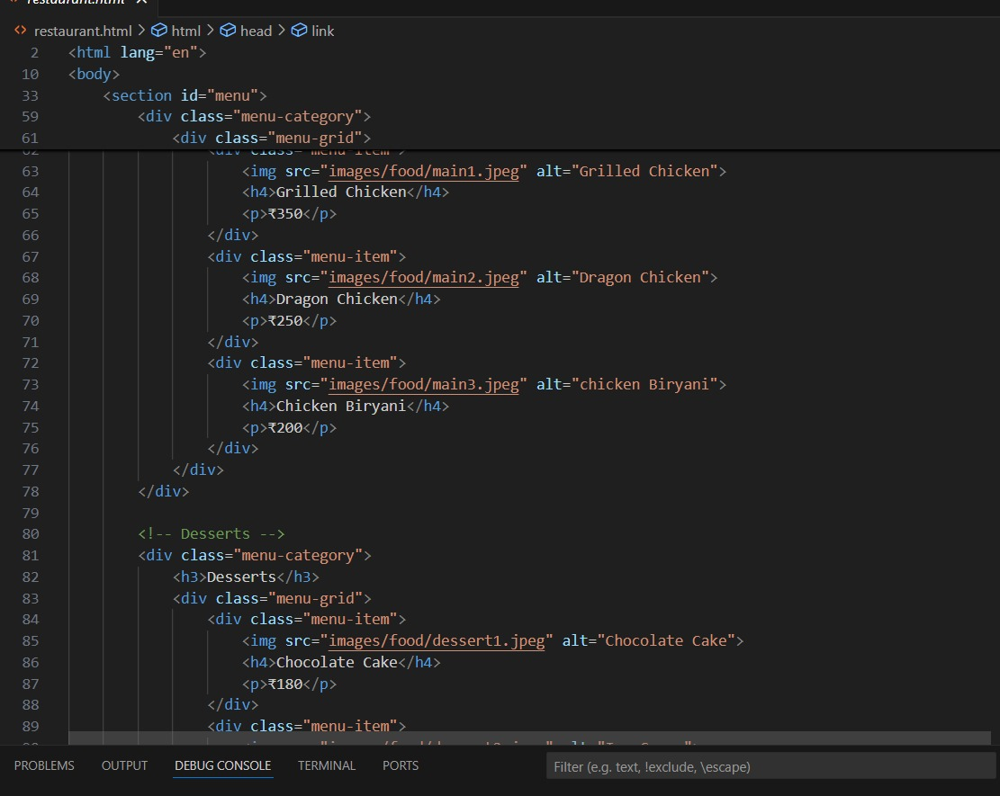 restaurant.html
restaurant.html > html > head > link
2 <html lang="en">
10 <body>
33 <section id="menu">
59 <div class="menu-category">
61 <div class="menu-grid">
62 <div class="menu-item">
63 <img src="images/food/main1.jpeg" alt="Grilled Chicken">
64 <h4>Grilled Chicken</h4>
65 <p>₹350</p>
66 </div>
67 <div class="menu-item">
68 <img src="images/food/main2.jpeg" alt="Dragon Chicken">
69 <h4>Dragon Chicken</h4>
70 <p>₹250</p>
71 </div>
72 <div class="menu-item">
73 <img src="images/food/main3.jpeg" alt="chicken Biryani">
74 <h4>Chicken Biryani</h4>
75 <p>₹200</p>
76 </div>
77 </div>
78 </div>
79
80 <!-- Desserts -->
81 <div class="menu-category">
82 <h3>Desserts</h3>
83 <div class="menu-grid">
84 <div class="menu-item">
85 <img src="images/food/dessert1.jpeg" alt="Chocolate Cake">
86 <h4>Chocolate Cake</h4>
87 <p>₹180</p>
88 </div>
89 <div class="menu-item">
PROBLEMS OUTPUT DEBUG CONSOLE TERMINAL PORTS Filter (e.g. text, !exclude, \escape)